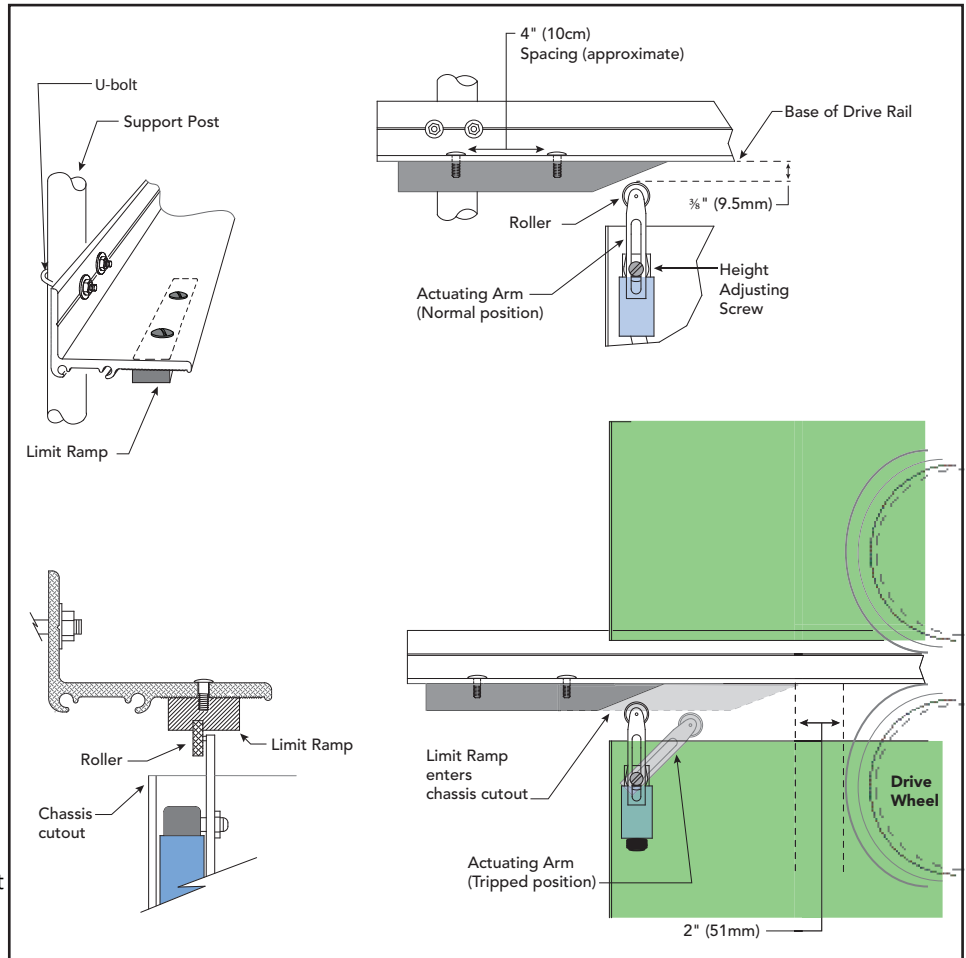 4" (10cm)
Spacing (approximate)
U-bolt
Support Post
Base of Drive Rail
Roller
⅜" (9.5mm)
Actuating Arm
(Normal position)
Height
Adjusting
Screw
Limit Ramp
Roller
Limit Ramp
Chassis
cutout
Limit Ramp
enters
chassis cutout
Drive
Wheel
Actuating Arm
(Tripped position)
2" (51mm)